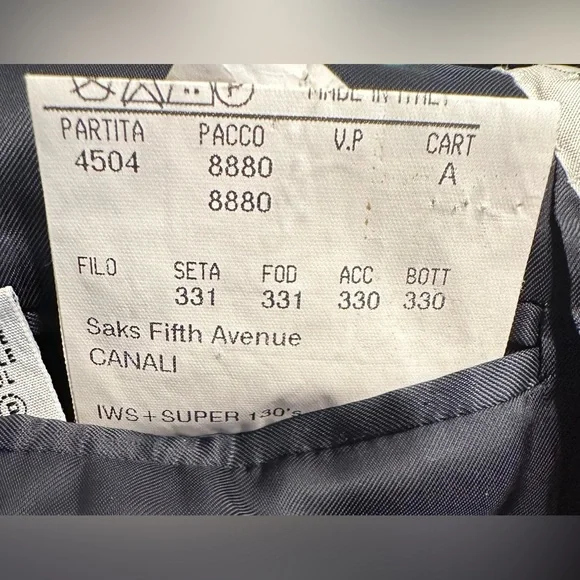 MADE IN ITALY
PARTITA PACCO V.P CART
4504 8880 A
8880
FILO SETA FOD ACC BOTT
331 331 330 330
Saks Fifth Avenue
CANALI
IWS + SUPER 130's